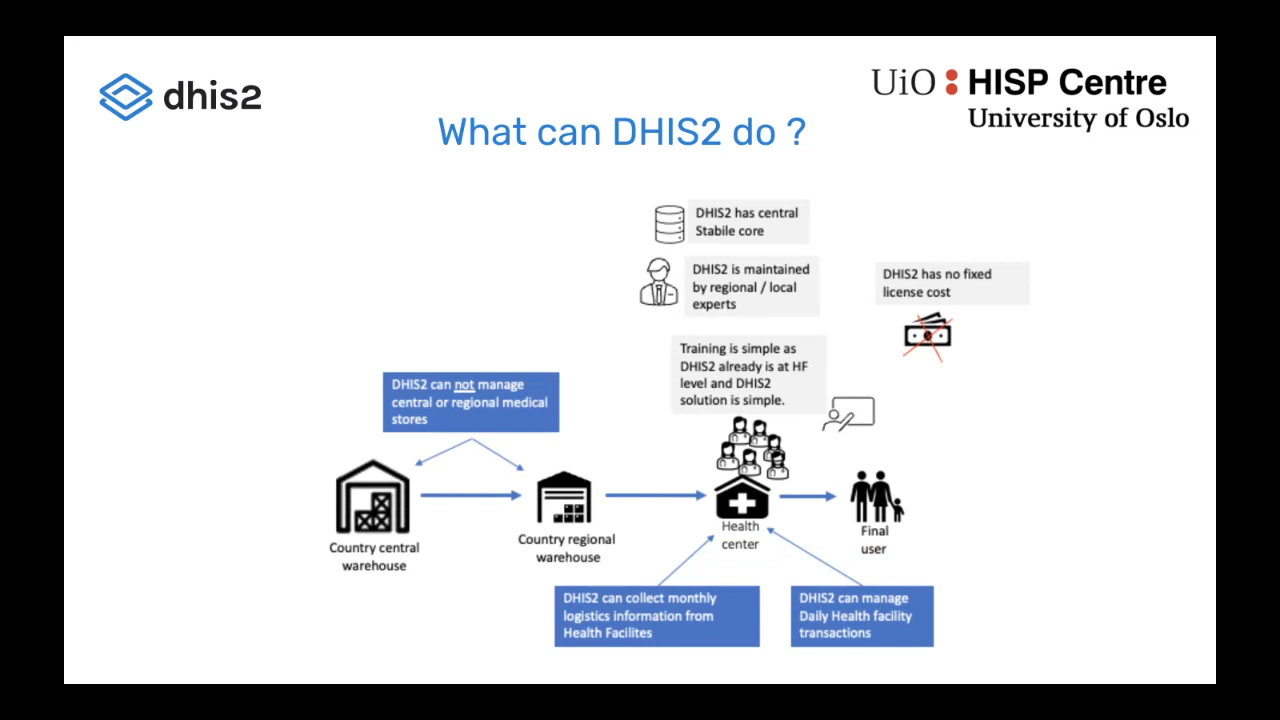 dhis2
UiO : HISP Centre
University of Oslo
What can DHIS2 do ?
DHIS2 has central
Stabile core
DHIS2 is maintained
by regional / local
experts
DHIS2 has no fixed
license cost
Training is simple as
DHIS2 already is at HF
level and DHIS2
solution is simple.
DHIS2 can not manage
central or regional medical
stores
Country central
warehouse
Country regional
warehouse
Health
center
Final
user
DHIS2 can collect monthly
logistics information from
Health Facilites
DHIS2 can manage
Daily Health facility
transactions